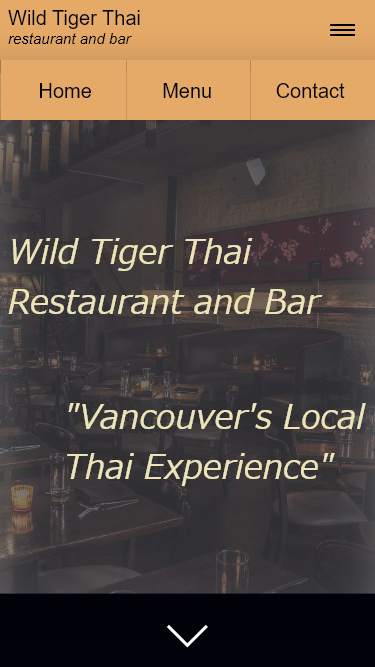 Wild Tiger Thai
restaurant and bar
Home Menu Contact
Wild Tiger Thai
Restaurant and Bar
"Vancouver's Local
Thai Experience"